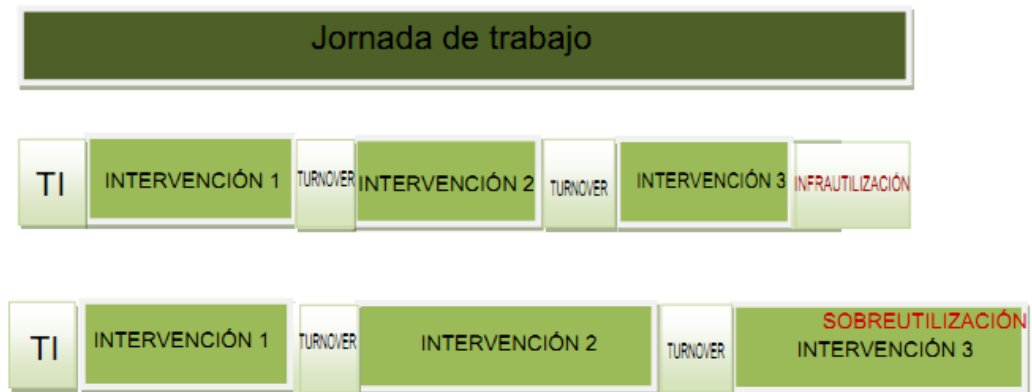 Jornada de trabajo
TI
INTERVENCIÓN 1
TURNOVER
INTERVENCIÓN 2
TURNOVER
INTERVENCIÓN 3
INFRAUTILIZACIÓN
TI
INTERVENCIÓN 1
TURNOVER
INTERVENCIÓN 2
TURNOVER
SOBREUTILIZACIÓN
INTERVENCIÓN 3